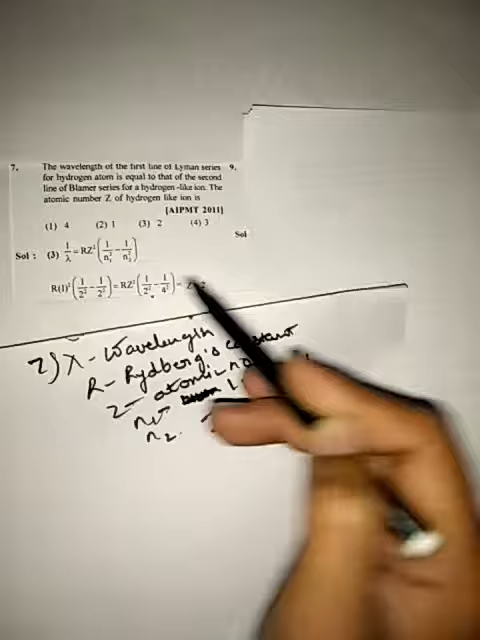 7. The wavelength of the first line of Lyman series
for hydrogen atom is equal to that of the second
line of Blamer series for a hydrogen-like ion. The
atomic number Z of hydrogen like ion is
[AIPMT 2011]
(1) 4 (2) 1 (3) 2 (4) 3
Sol : (3) 1/λ = RZ² (1/n₁² − 1/n₂²)
R(1)² (1/2² − 1/2²) = RZ² (1/2² − 1/4²) =
9.
Sol
7) λ - Wavelength
R - Rydberg's constant
Z - atomic no
n₁ - 1
n₂ -